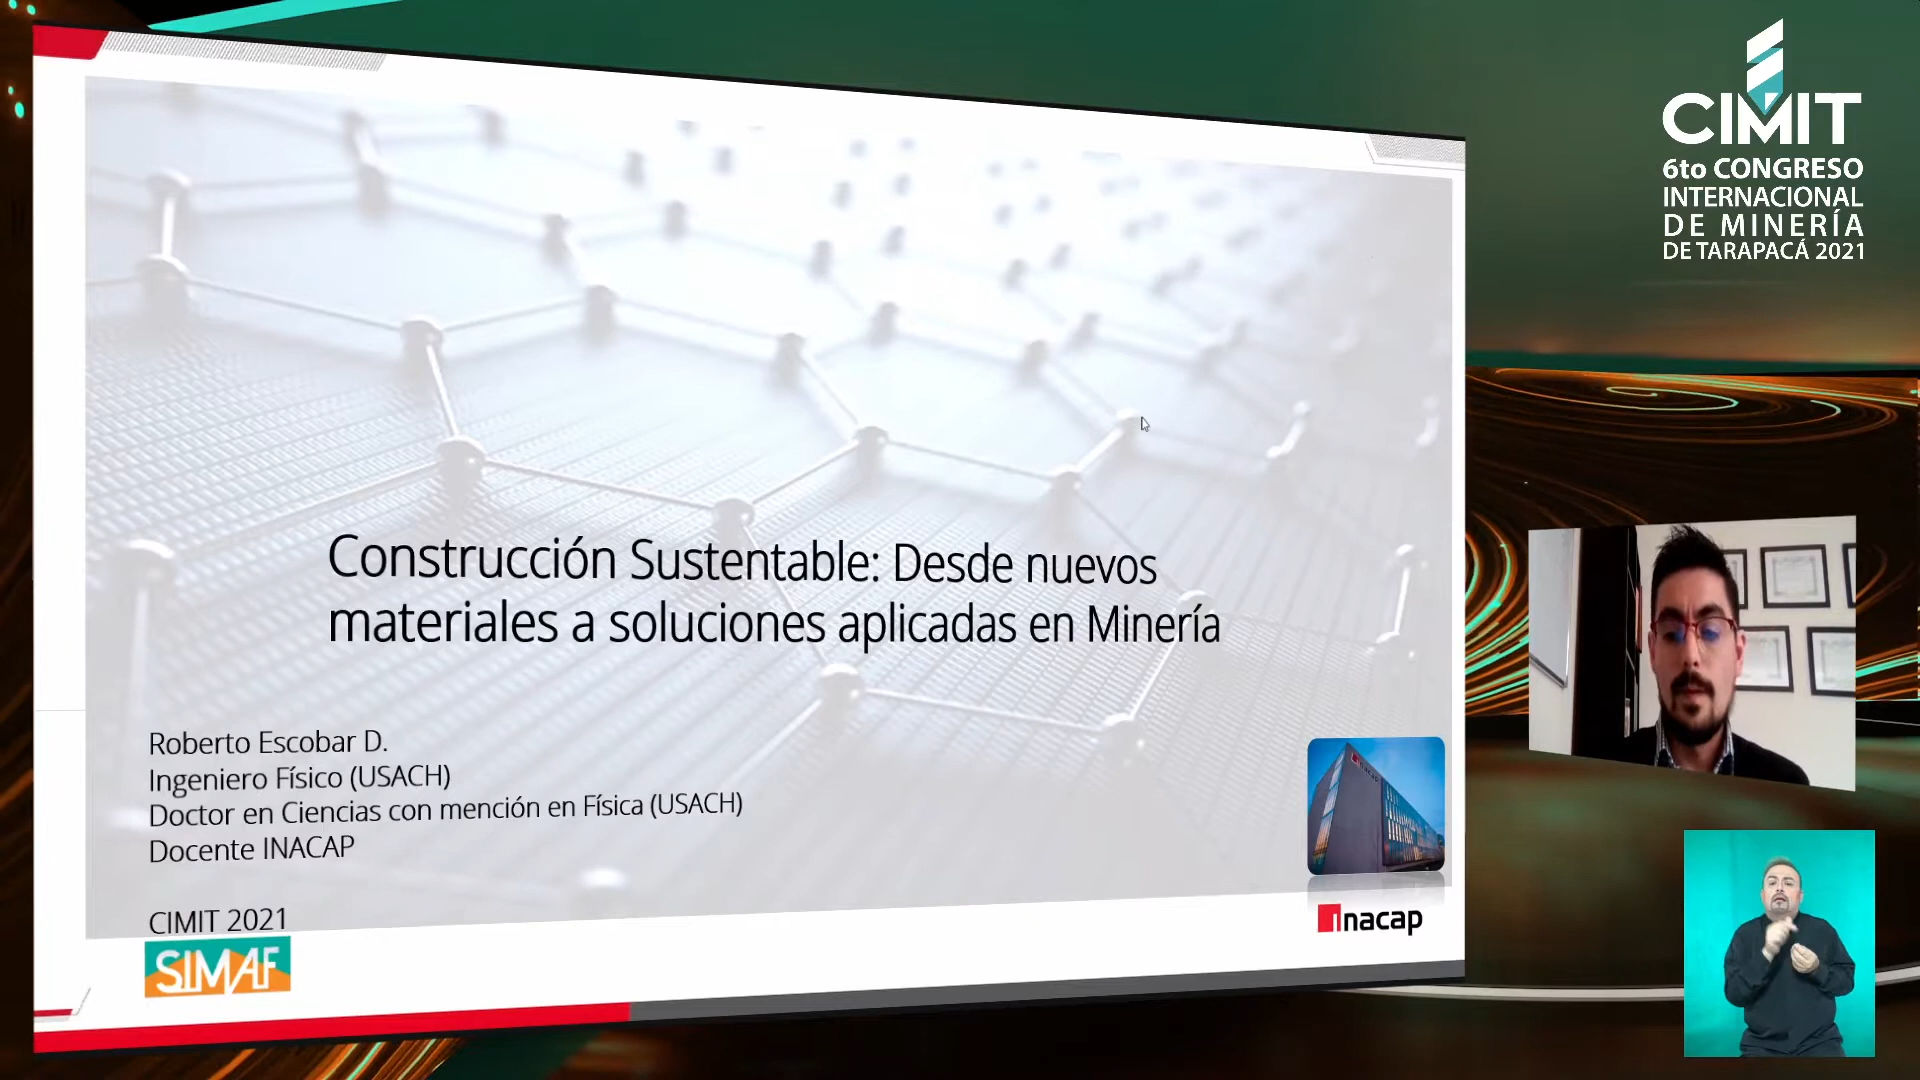 CIMIT
6to CONGRESO
INTERNACIONAL
DE MINERÍA
DE TARAPACÁ 2021
Construcción Sustentable: Desde nuevos
materiales a soluciones aplicadas en Minería
Roberto Escobar D.
Ingeniero Físico (USACH)
Doctor en Ciencias con mención en Física (USACH)
Docente INACAP
CIMIT 2021
SIMAF
inacap
inacap